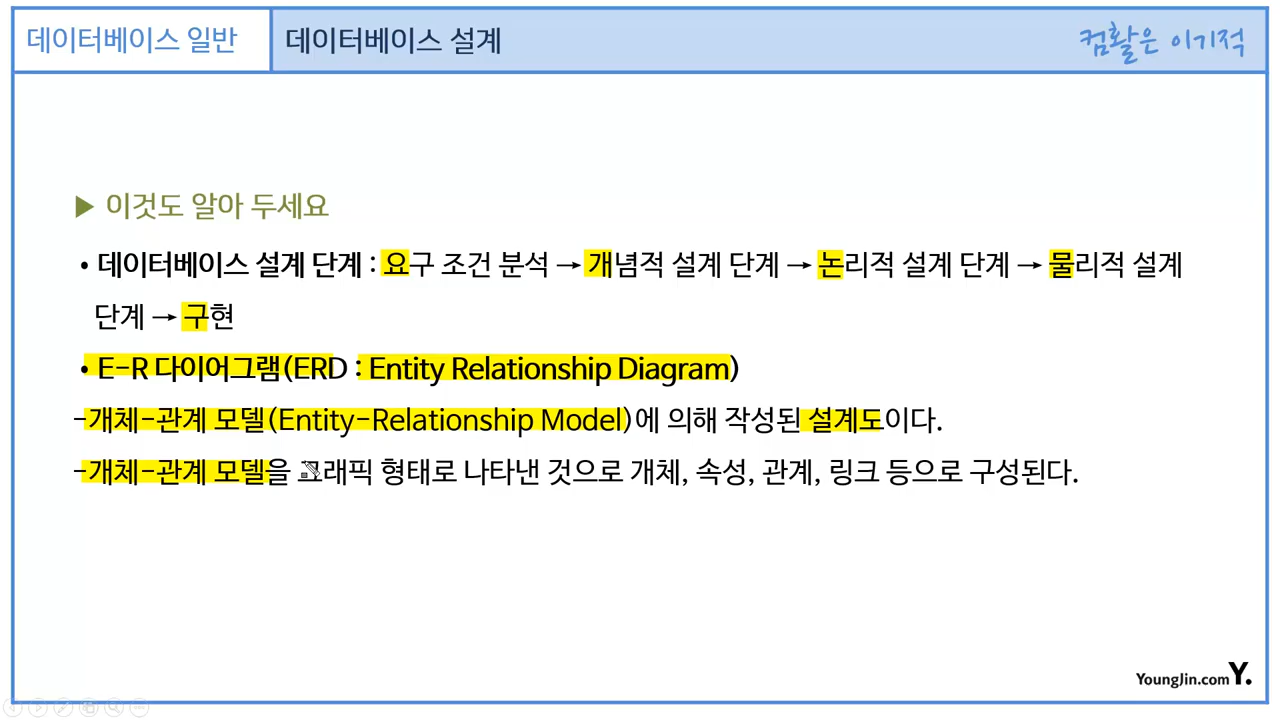 데이터베이스 일반
데이터베이스 설계
컴활은 이기적
▶ 이것도 알아 두세요
• 데이터베이스 설계 단계 : 요구 조건 분석 → 개념적 설계 단계 → 논리적 설계 단계 → 물리적 설계
단계 → 구현
• E-R 다이어그램(ERD : Entity Relationship Diagram)
-개체-관계 모델(Entity-Relationship Model)에 의해 작성된 설계도이다.
-개체-관계 모델을 그래픽 형태로 나타낸 것으로 개체, 속성, 관계, 링크 등으로 구성된다.
YoungJin.com Y.